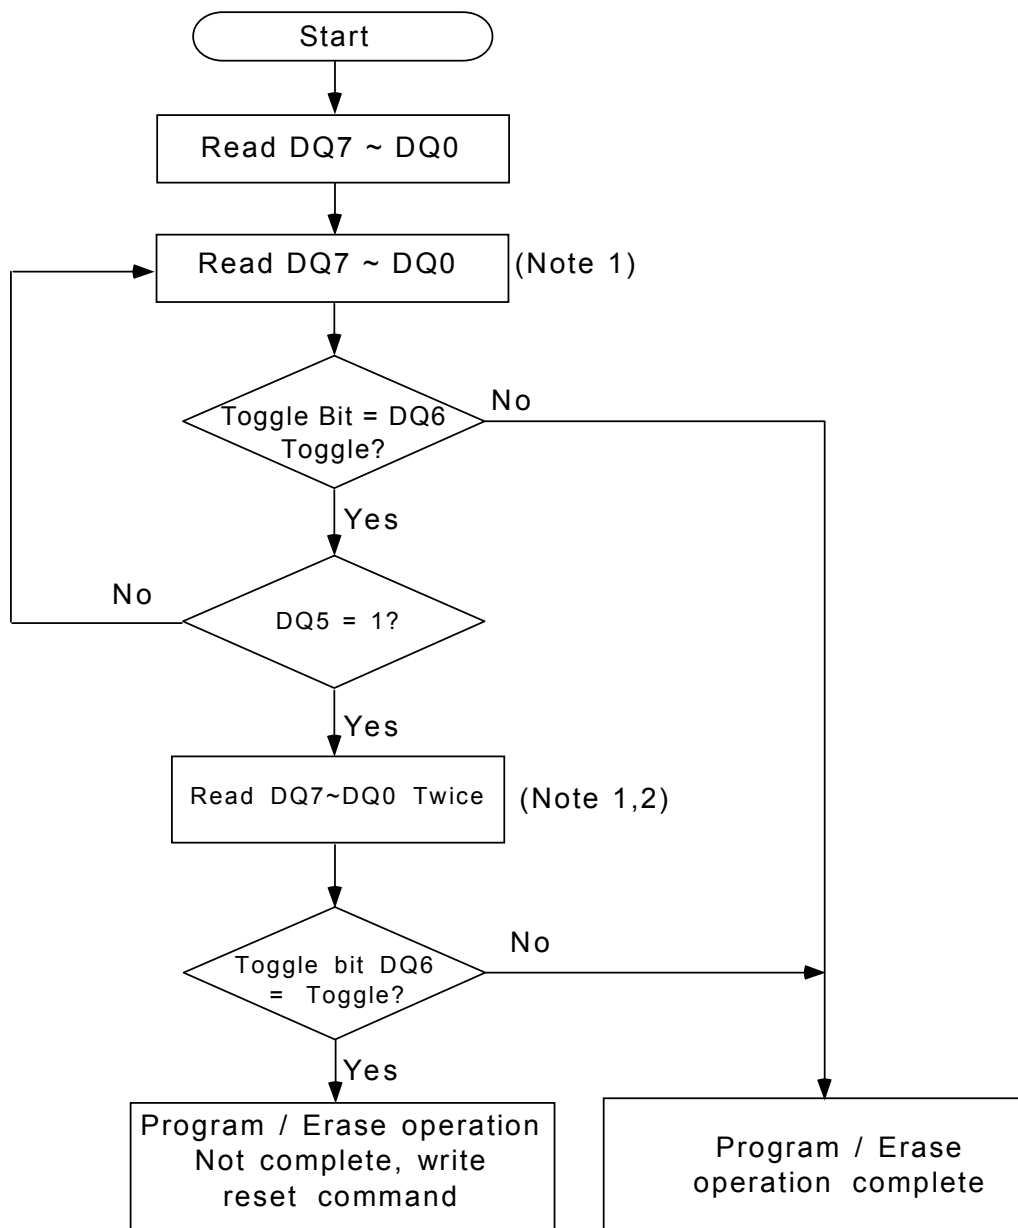 Start
Read DQ7 ~ DQ0
Read DQ7 ~ DQ0 (Note 1)
Toggle Bit = DQ6
Toggle?
No
Yes
DQ5 = 1?
No
Yes
Read DQ7~DQ0 Twice (Note 1,2)
Toggle bit DQ6
= Toggle?
No
Yes
Program / Erase operation
Not complete, write
reset command
Program / Erase
operation complete